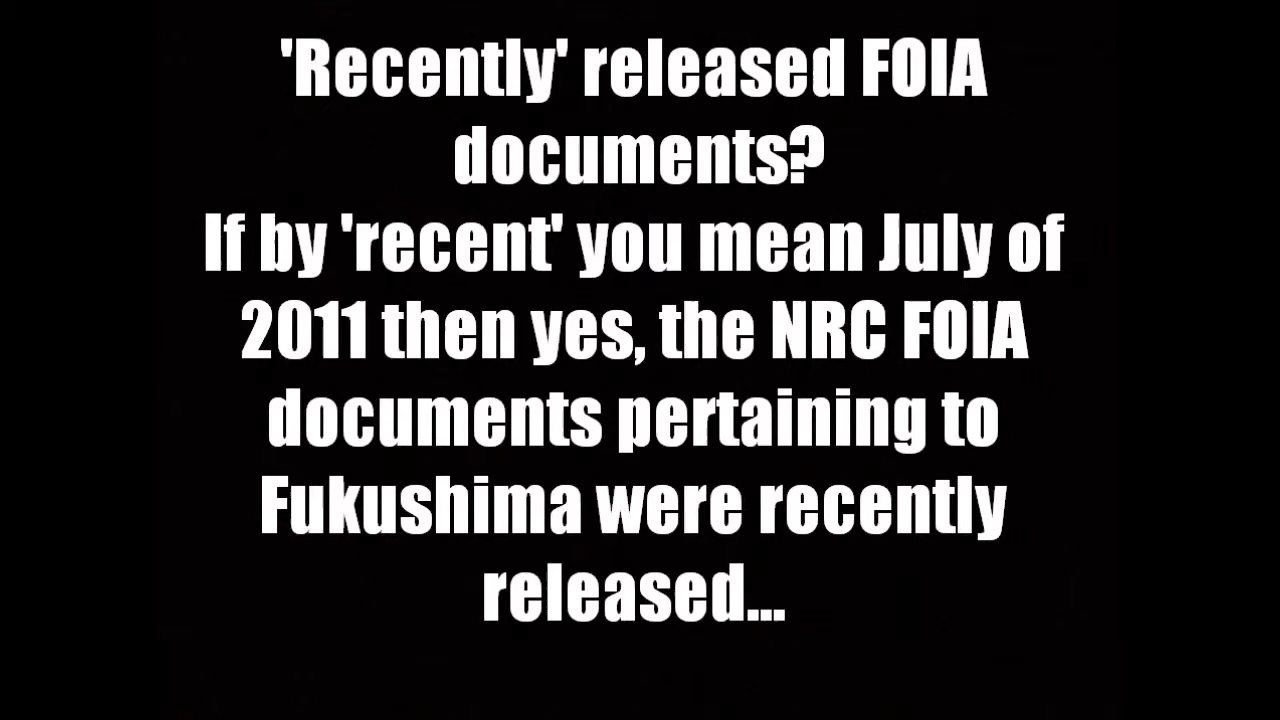 'Recently' released FOIA
documents?
If by 'recent' you mean July of
2011 then yes, the NRC FOIA
documents pertaining to
Fukushima were recently
released...